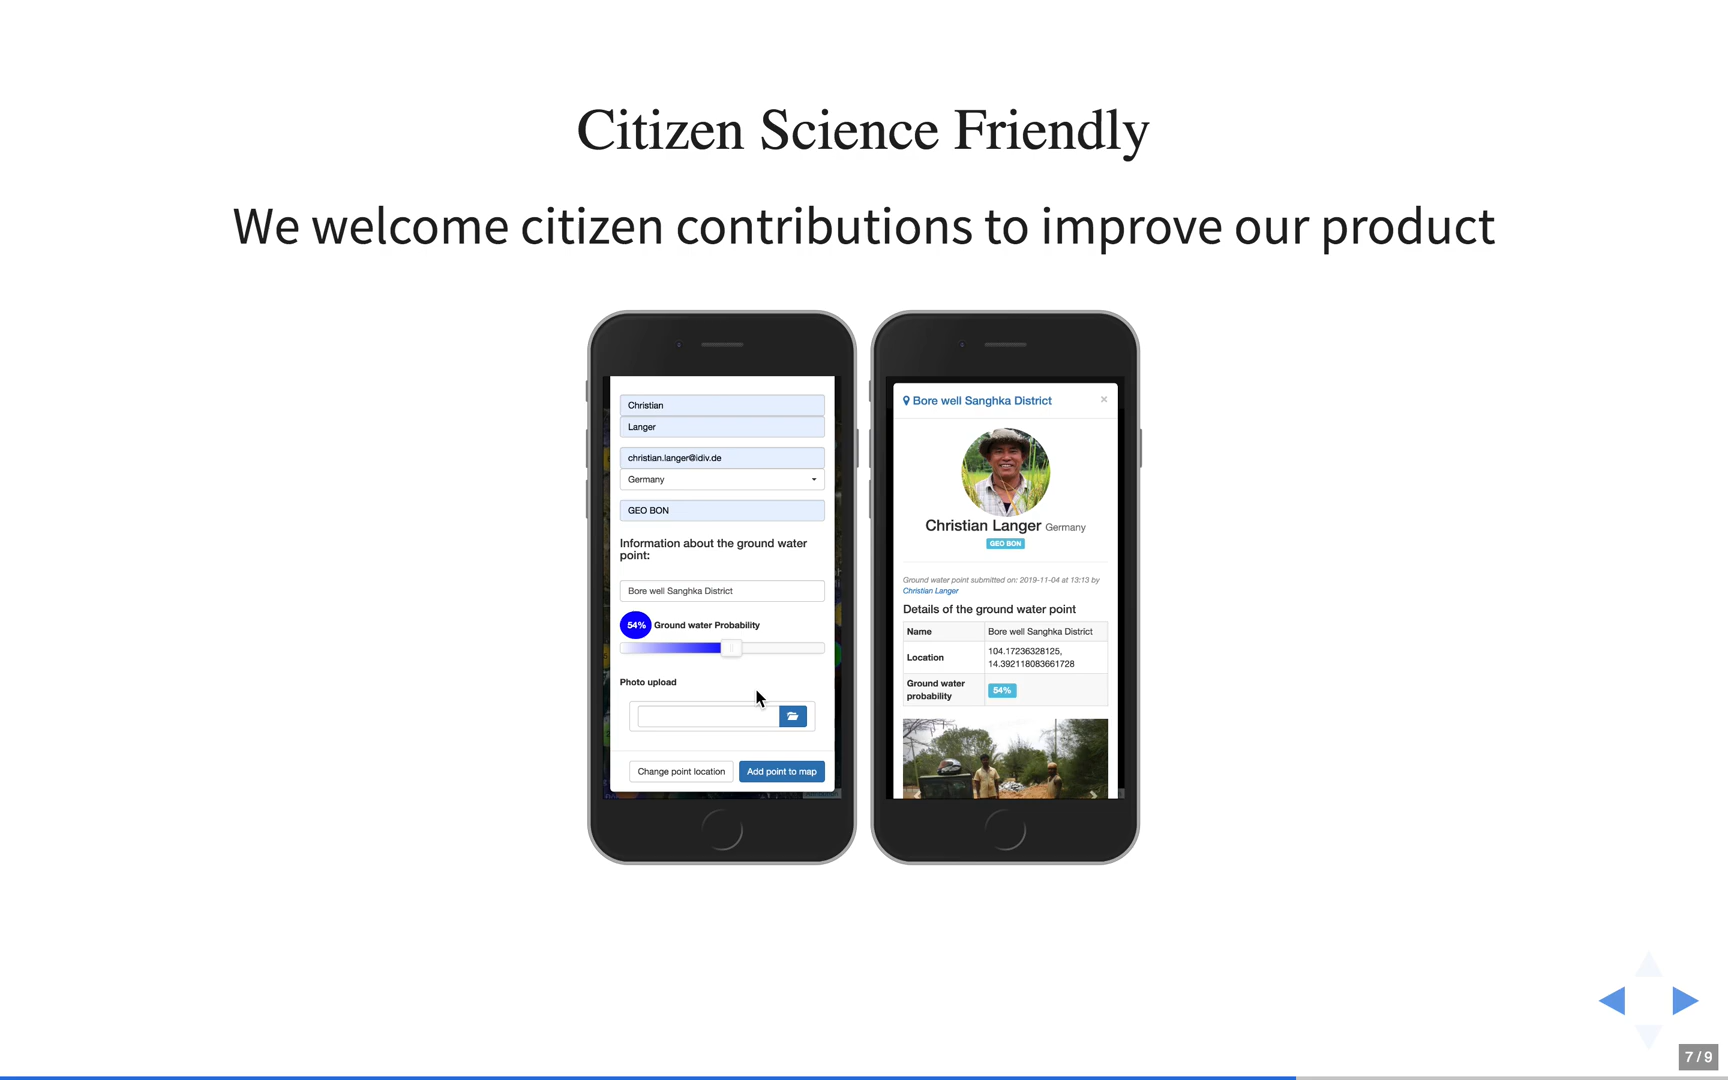 Citizen Science Friendly
We welcome citizen contributions to improve our product
Christian
Langer
christian.langer@idiv.de
Germany
GEO BON
Information about the ground water
point:
Bore well Sanghka District
54% Ground water Probability
Photo upload
Change point location
Add point to map
Bore well Sanghka District ×
Christian Langer Germany
GEO BON
Ground water point submitted on: 2019-11-04 at 13:13 by
Christian Langer
Details of the ground water point
Name Bore well Sanghka District
Location 104.17236328125,
14.392118083661728
Ground water
probability 54%
7 / 9